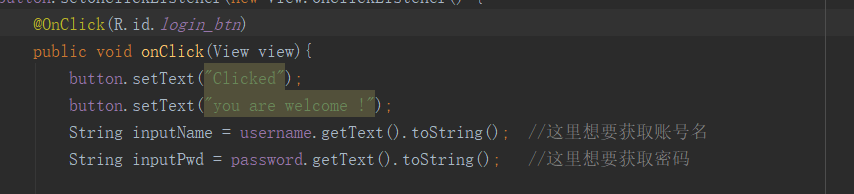 button.setOnClickListener(new View.OnClickListener() {
@OnClick(R.id.login_btn)
public void onClick(View view){
button.setText("Clicked");
button.setText("you are welcome !");
String inputName = username.getText().toString();  //这里想要获取账号名
String inputPwd = password.getText().toString();   //这里想要获取密码